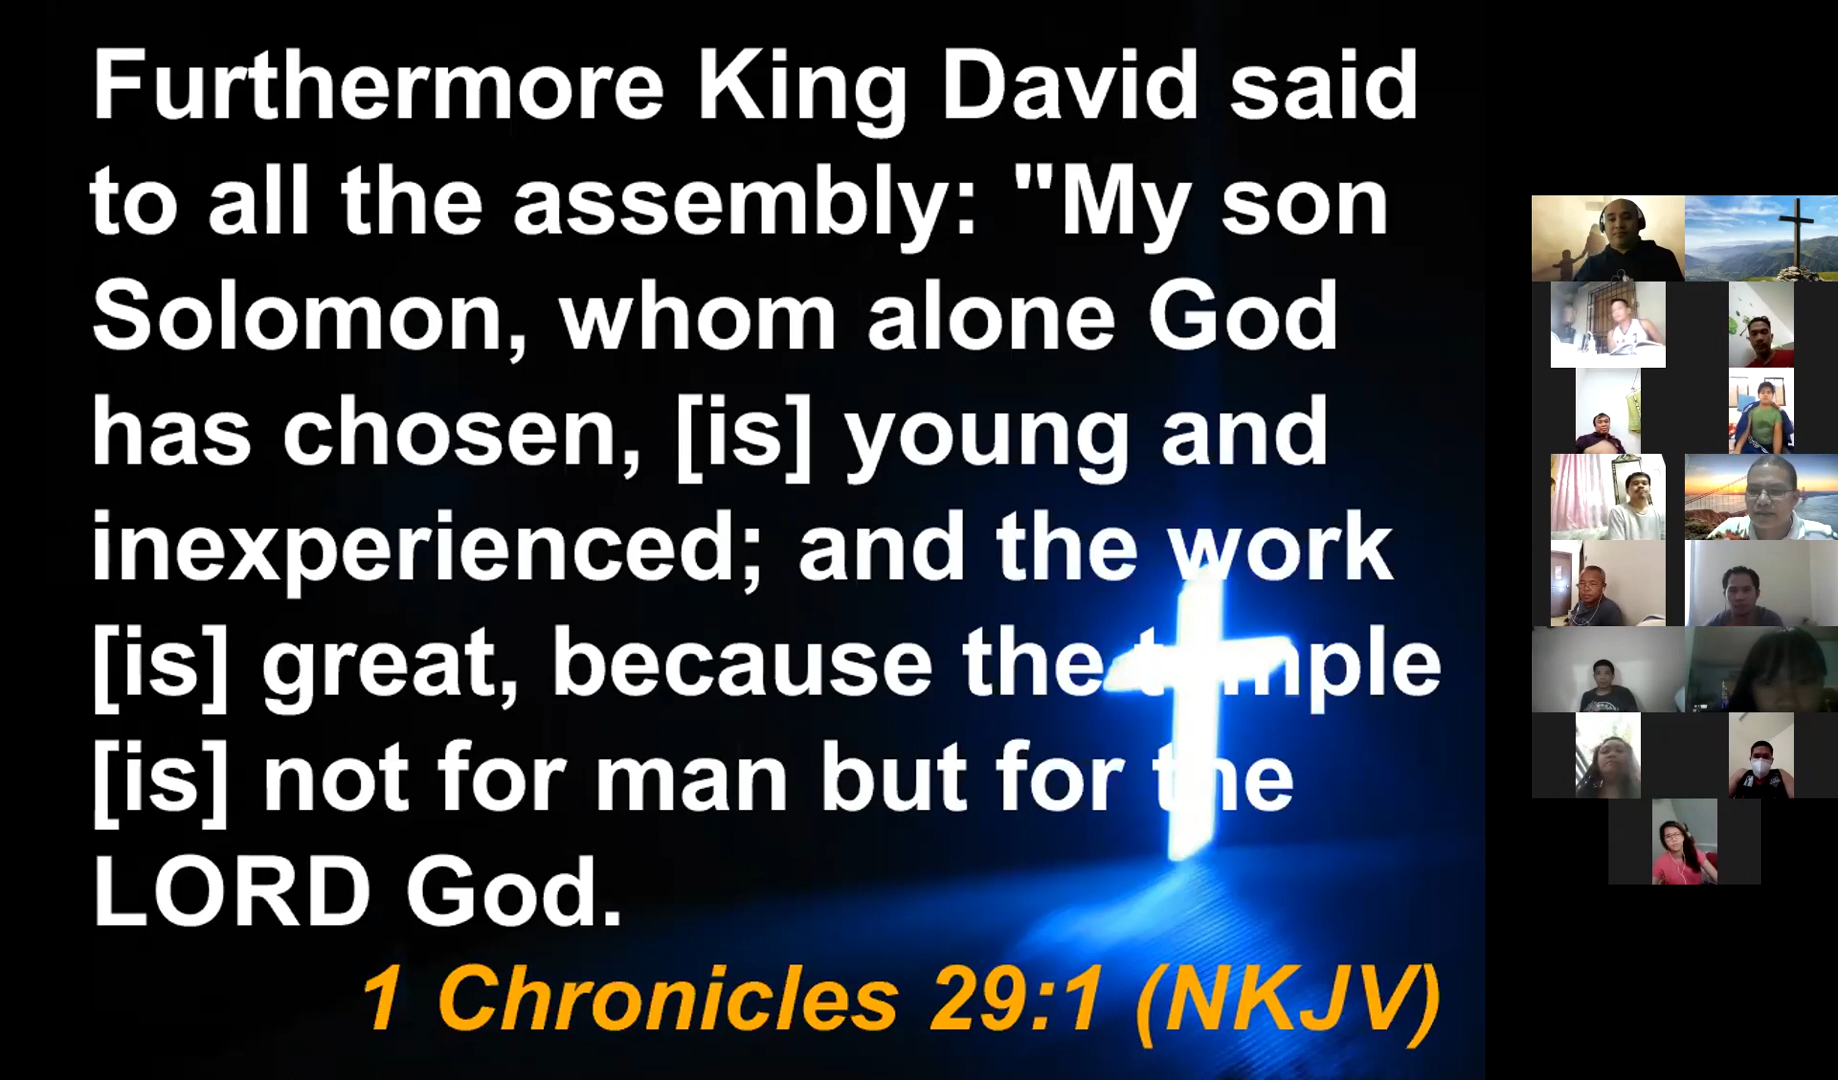 Furthermore King David said
to all the assembly: "My son
Solomon, whom alone God
has chosen, [is] young and
inexperienced; and the work
[is] great, because the temple
[is] not for man but for the
LORD God.
1 Chronicles 29:1 (NKJV)